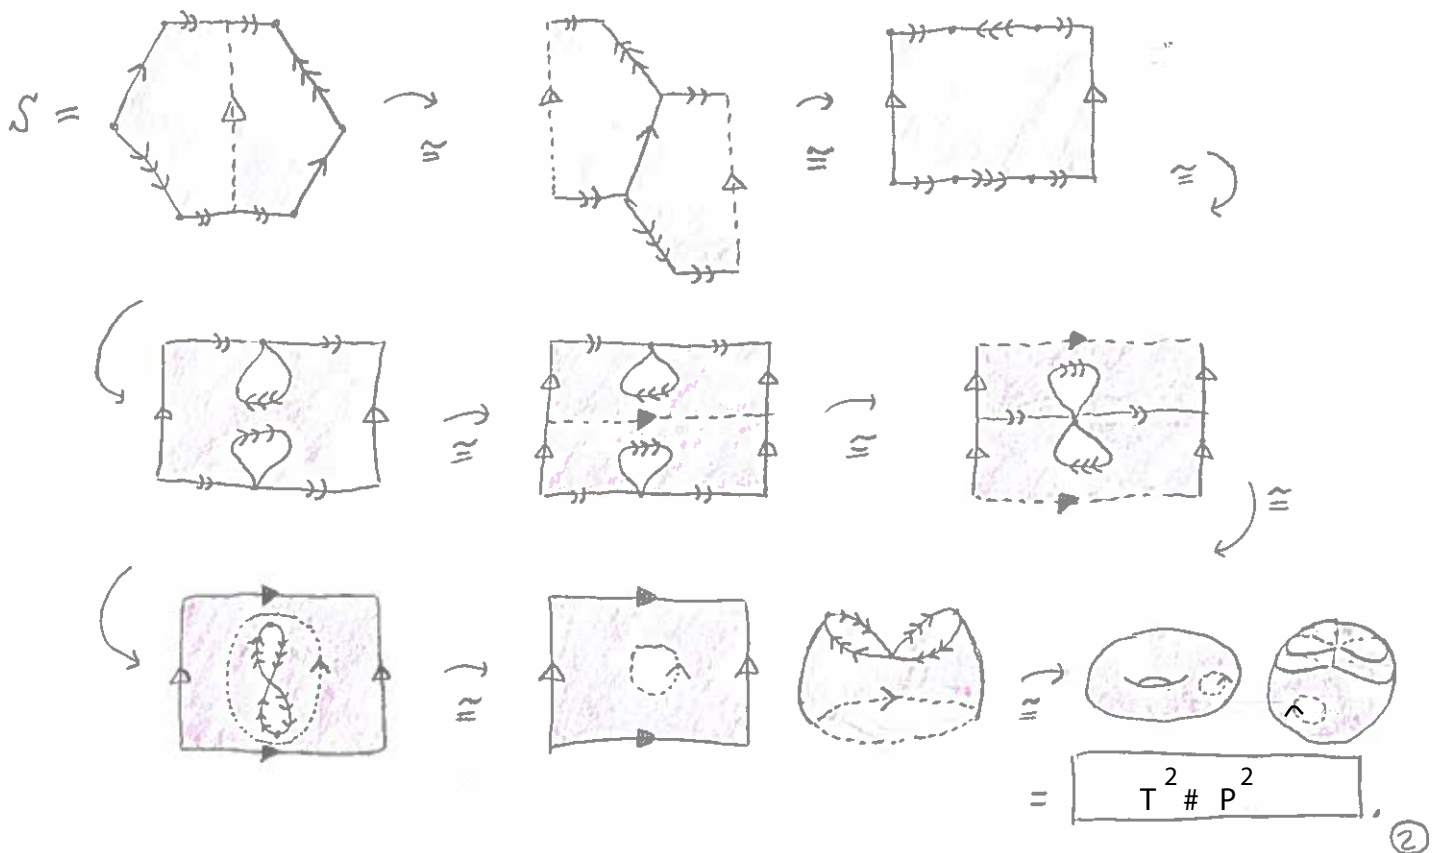 S = ≅ ≅ ≅
≅ ≅ ≅
≅ ≅
= T² # P² .
2